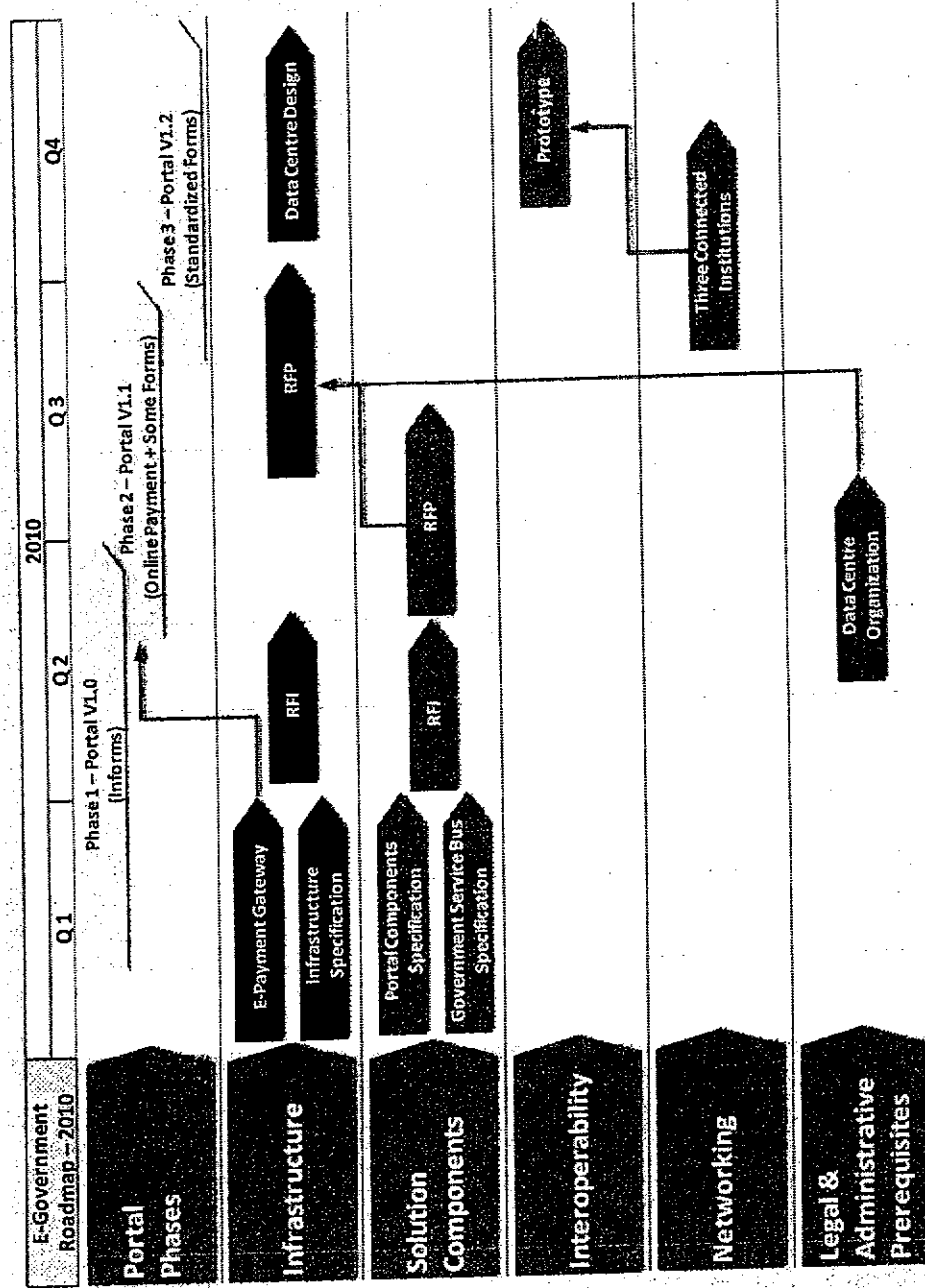 E-Government
Roadmap – 2010
2010
Q1
Q2
Q3
Q4
Portal
Phases
Phase 1 – Portal V1.0
(Informs)
Phase 2 – Portal V1.1
(Online Payment + Some Forms)
Phase 3 – Portal V1.2
(Standardized Forms)
Infrastructure
E-Payment Gateway
Infrastructure
Specification
RFI
RFP
Data Centre Design
Solution
Components
Portal Components
Specification
Government Service Bus
Specification
RFI
RFP
Interoperability
Prototype
Networking
Three Connected
Institutions
Legal &
Administrative
Prerequisites
Data Centre
Organization